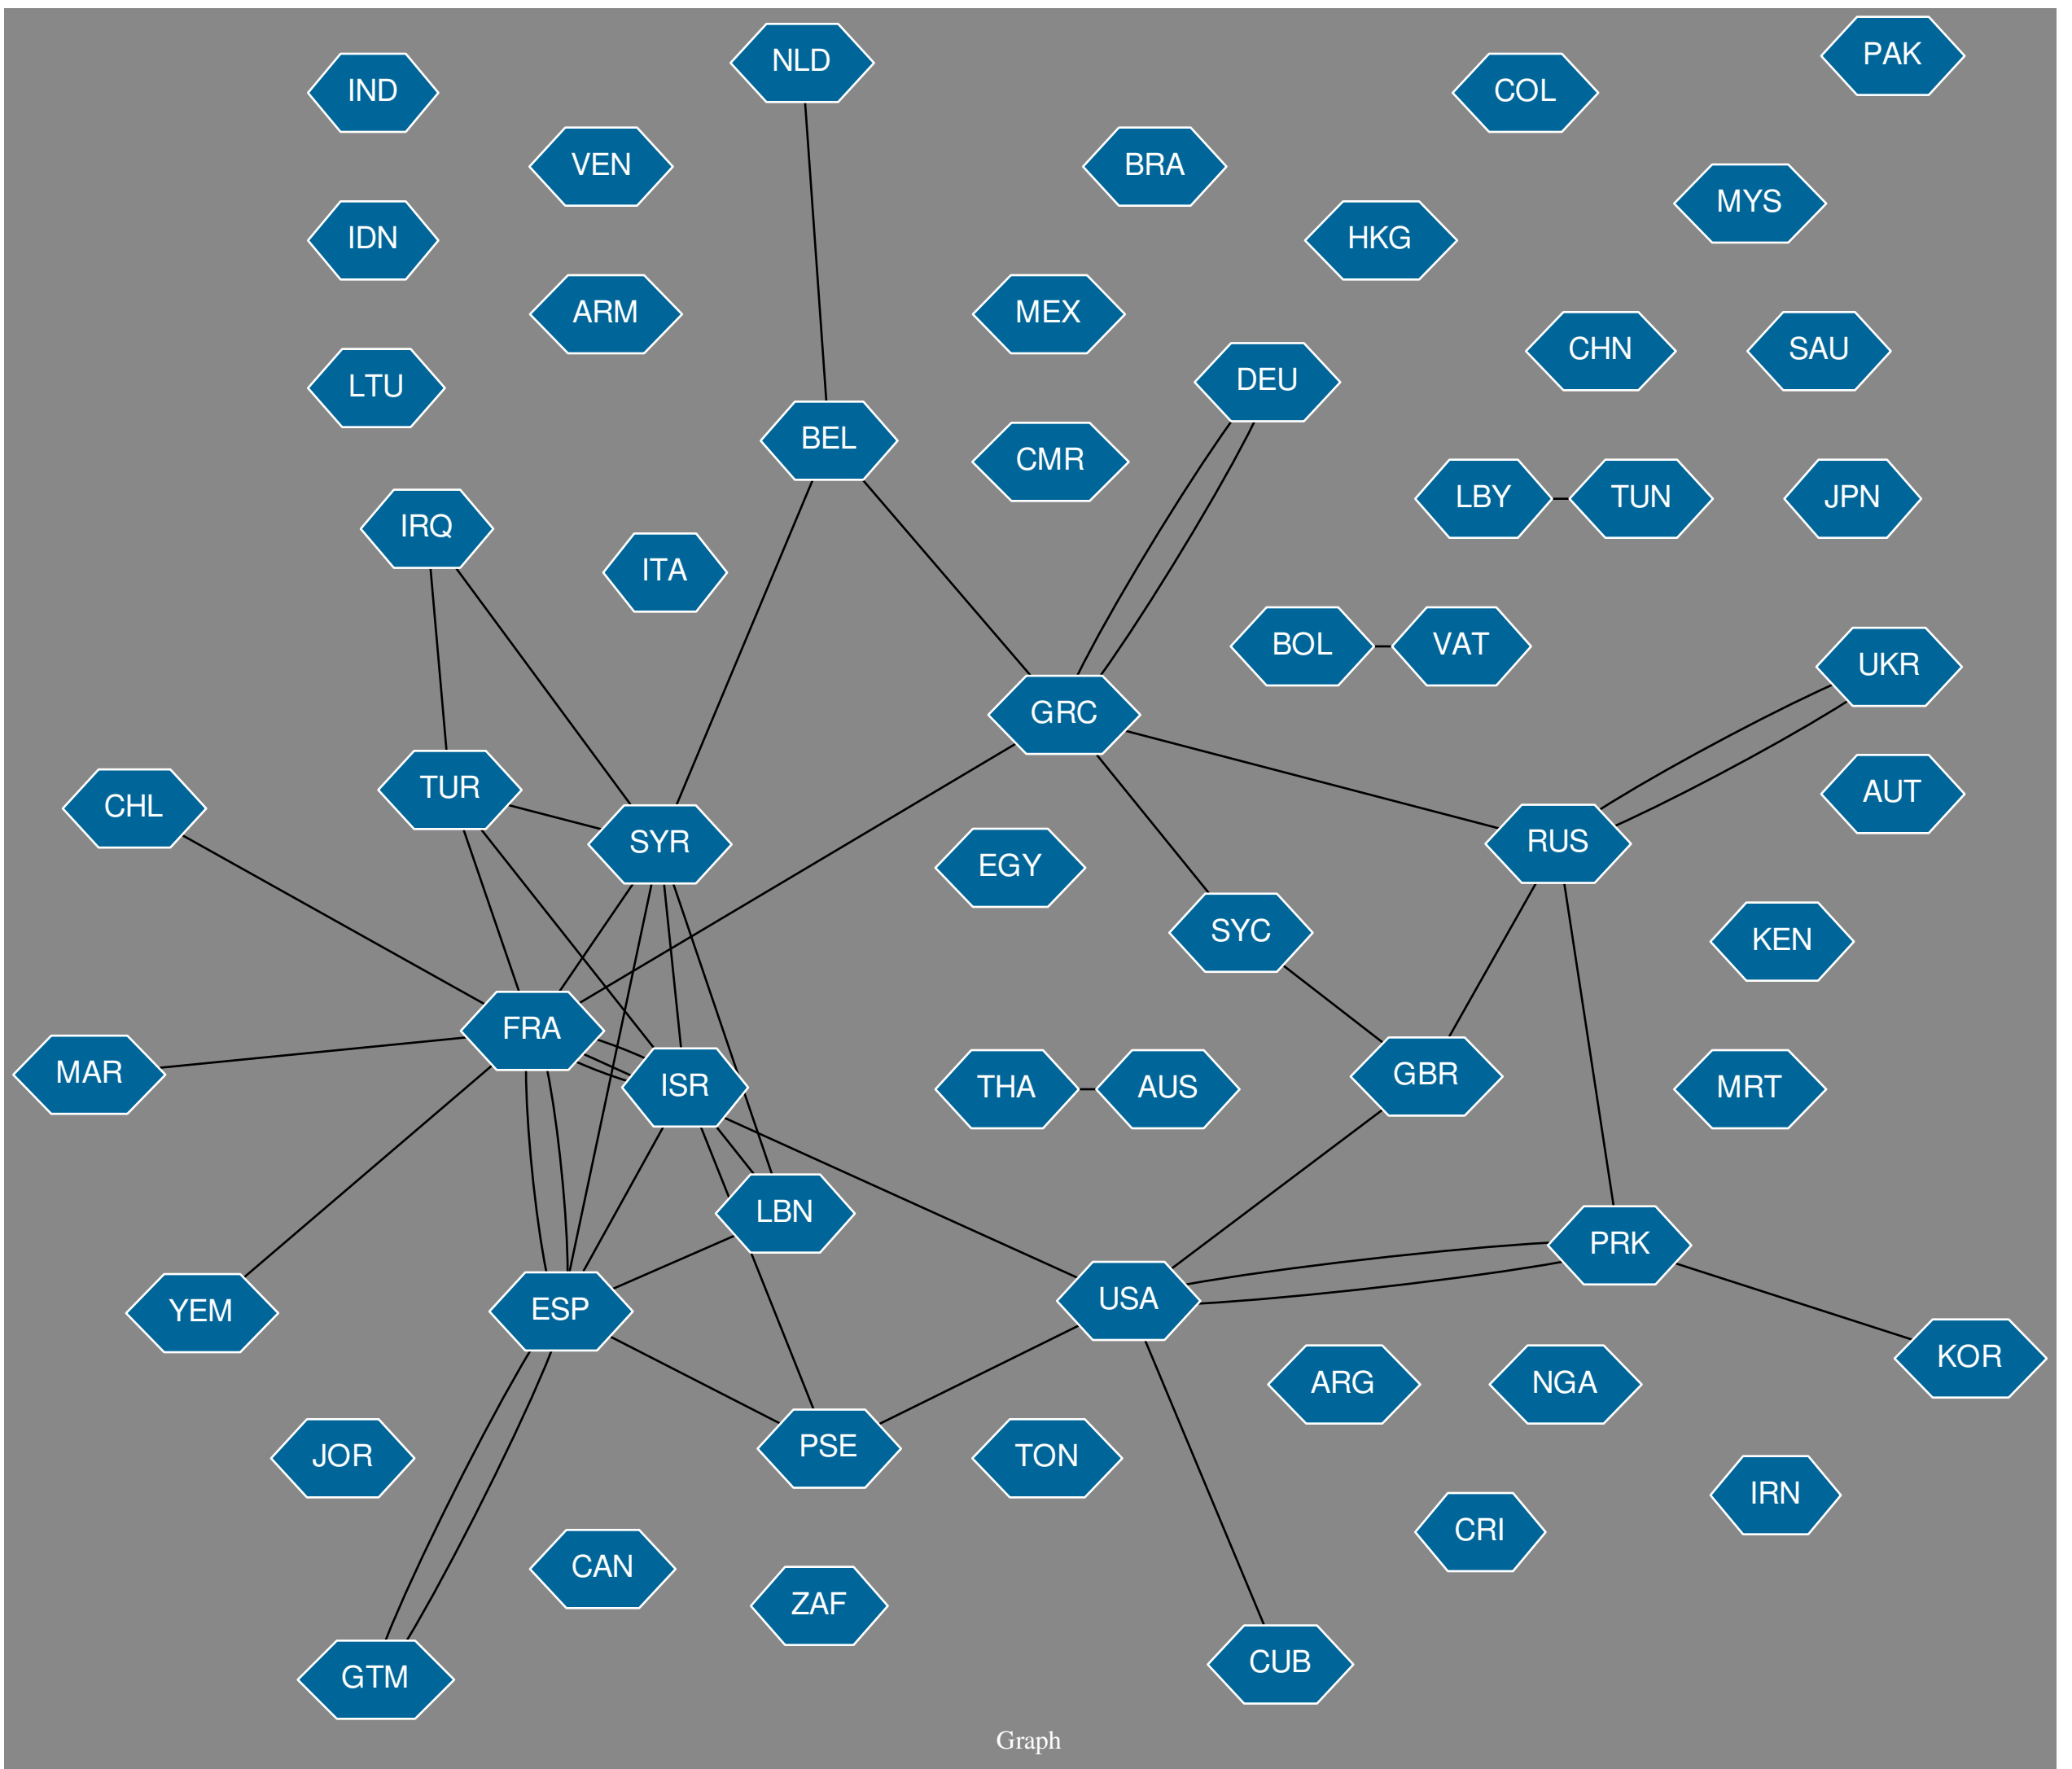 PAK
NLD
IND
COL
VEN
BRA
MYS
IDN
HKG
ARM
MEX
CHN
SAU
DEU
LTU
BEL
CMR
LBY
TUN
JPN
IRQ
ITA
BOL
VAT
UKR
GRC
TUR
AUT
CHL
SYR
RUS
EGY
SYC
KEN
FRA
MAR
ISR
THA
AUS
GBR
MRT
LBN
PRK
YEM
ESP
USA
KOR
ARG
NGA
PSE
JOR
TON
IRN
CRI
CAN
ZAF
CUB
GTM
Graph